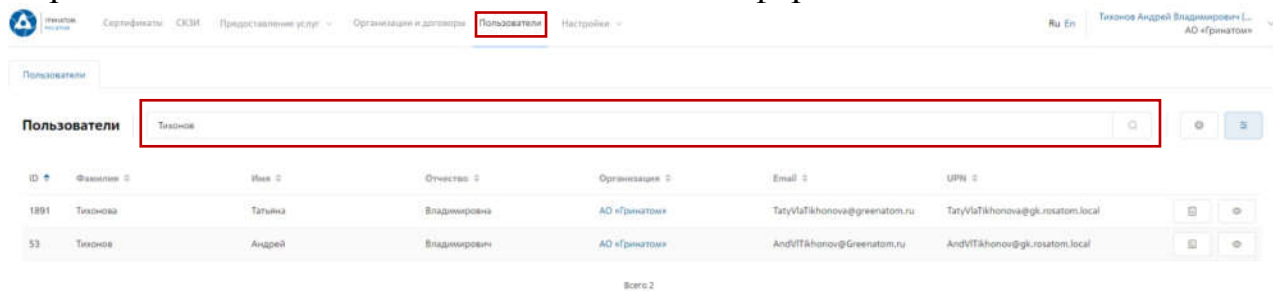 ГРИНАТОМ
РОСАТОМ
Сертификаты СКЗИ Предоставление услуг Организации и договоры Пользователи Настройки
Ru En
Тихонов Андрей Владимирович (...
АО «Гринатом»
Пользователи
Пользователи Тихонов
ID Фамилия Имя Отчество Организация Email UPN
1891 Тихонова Татьяна Владимировна АО «Гринатом» TatyVlaTikhonova@greenatom.ru TatyVlaTikhonova@gk.rosatom.local
53 Тихонов Андрей Владимирович АО «Гринатом» AndVlTikhonov@Greenatom.ru AndVlTikhonov@gk.rosatom.local
Всего 2